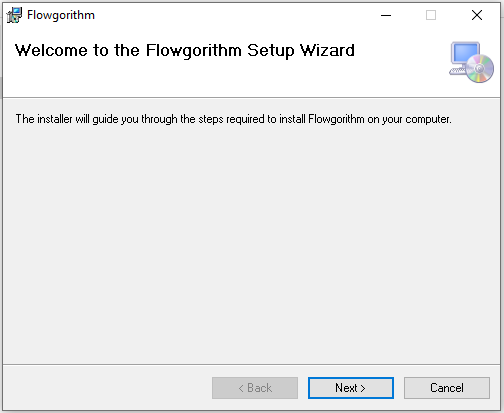 Flowgorithm
Welcome to the Flowgorithm Setup Wizard
The installer will guide you through the steps required to install Flowgorithm on your computer.
< Back
Next >
Cancel